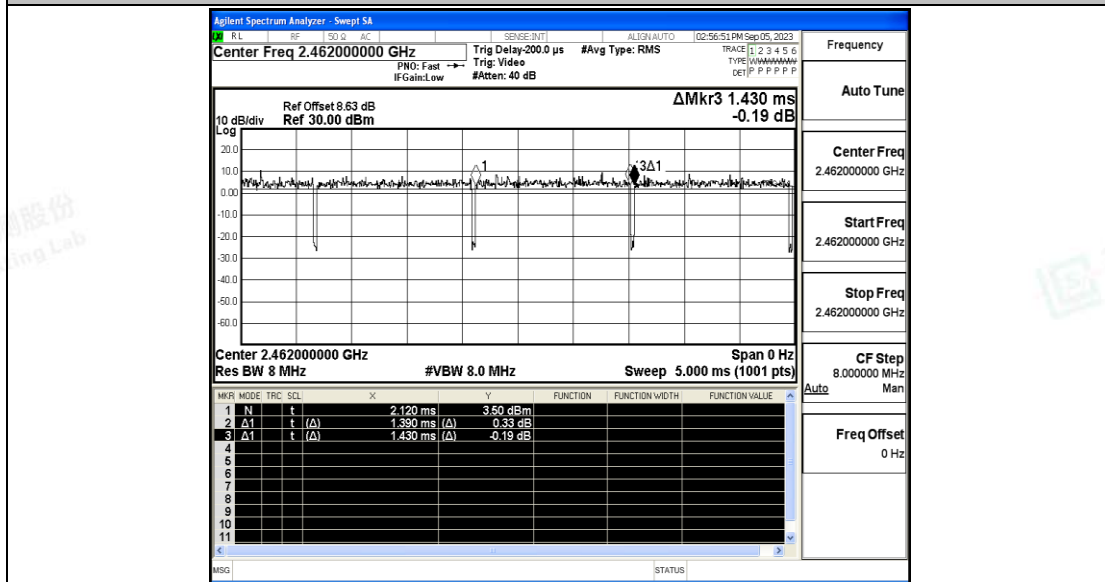 Agilent Spectrum Analyzer - Swept SA
RL RF 50 Ω AC SENSE:INT ALIGN AUTO 02:56:51 PM Sep 05, 2023
Center Freq 2.462000000 GHz
PNO: Fast
IFGain:Low
Trig Delay-200.0 µs
Trig: Video
#Atten: 40 dB
#Avg Type: RMS
TRACE 1 2 3 4 5 6
TYPE
DET P P P P P P
Frequency
Auto Tune
Center Freq
2.462000000 GHz
Start Freq
2.462000000 GHz
Stop Freq
2.462000000 GHz
CF Step
8.000000 MHz
Auto Man
Freq Offset
0 Hz
ΔMkr3 1.430 ms
-0.19 dB
Ref Offset 8.63 dB
10 dB/div Ref 30.00 dBm
Log
20.0
10.0
0.00
-10.0
-20.0
-30.0
-40.0
-50.0
-60.0
1
3Δ1
Center 2.462000000 GHz Span 0 Hz
Res BW 8 MHz #VBW 8.0 MHz Sweep 5.000 ms (1001 pts)
MKR MODE TRC SCL X Y FUNCTION FUNCTION WIDTH FUNCTION VALUE
1 N t 2.120 ms 3.50 dBm
2 Δ1 t (Δ) 1.390 ms (Δ) 0.33 dB
3 Δ1 t (Δ) 1.430 ms (Δ) -0.19 dB
4
5
6
7
8
9
10
11
MSG STATUS
股份
Lab